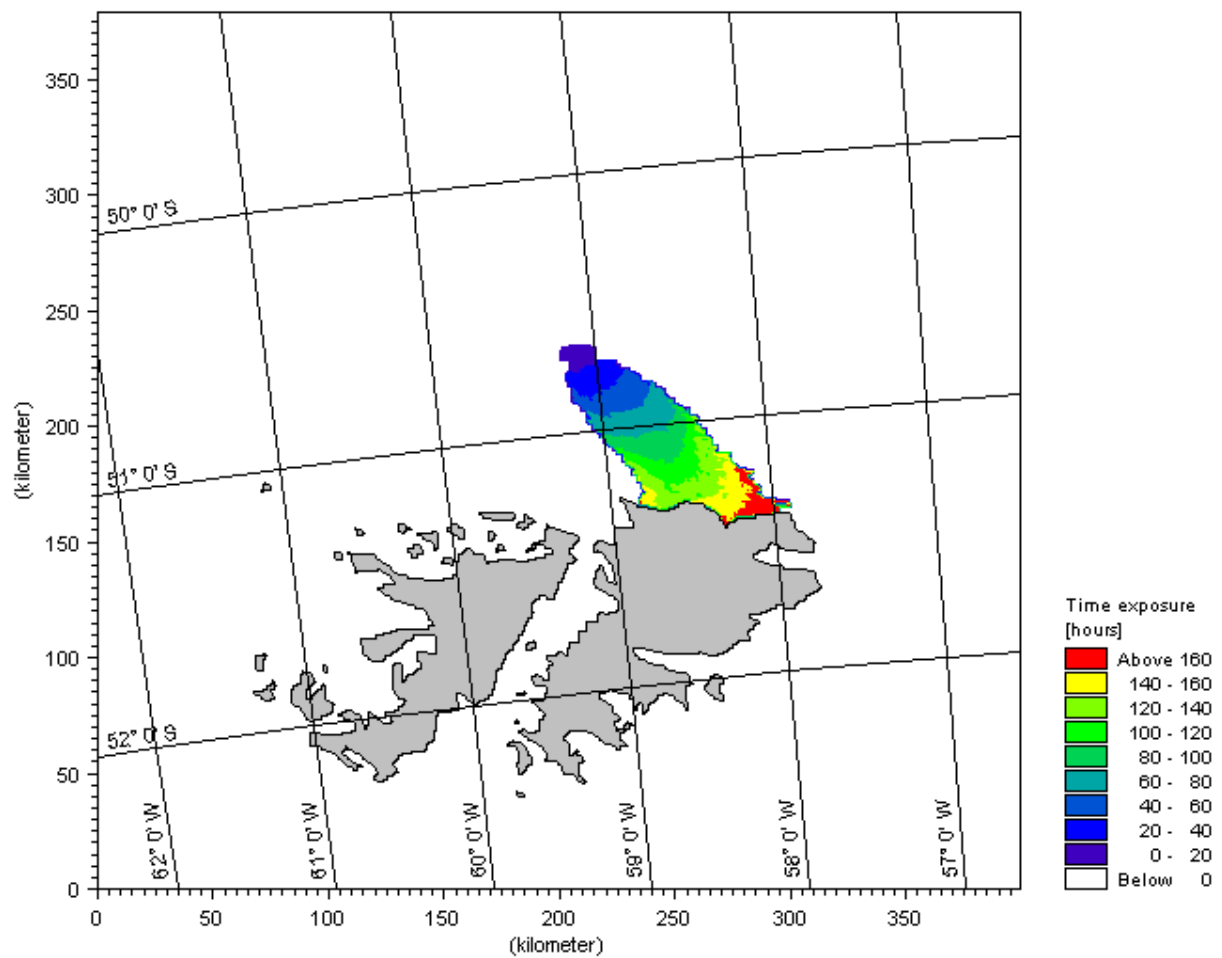 350
300
250
200
150
100
50
0
(kilometer)
50° 0' S
51° 0' S
52° 0' S
62° 0' W
61° 0' W
60° 0' W
59° 0' W
58° 0' W
57° 0' W
0 50 100 150 200 250 300 350
(kilometer)
Time exposure
[hours]
Above 160
140 - 160
120 - 140
100 - 120
80 - 100
60 - 80
40 - 60
20 - 40
0 - 20
Below 0